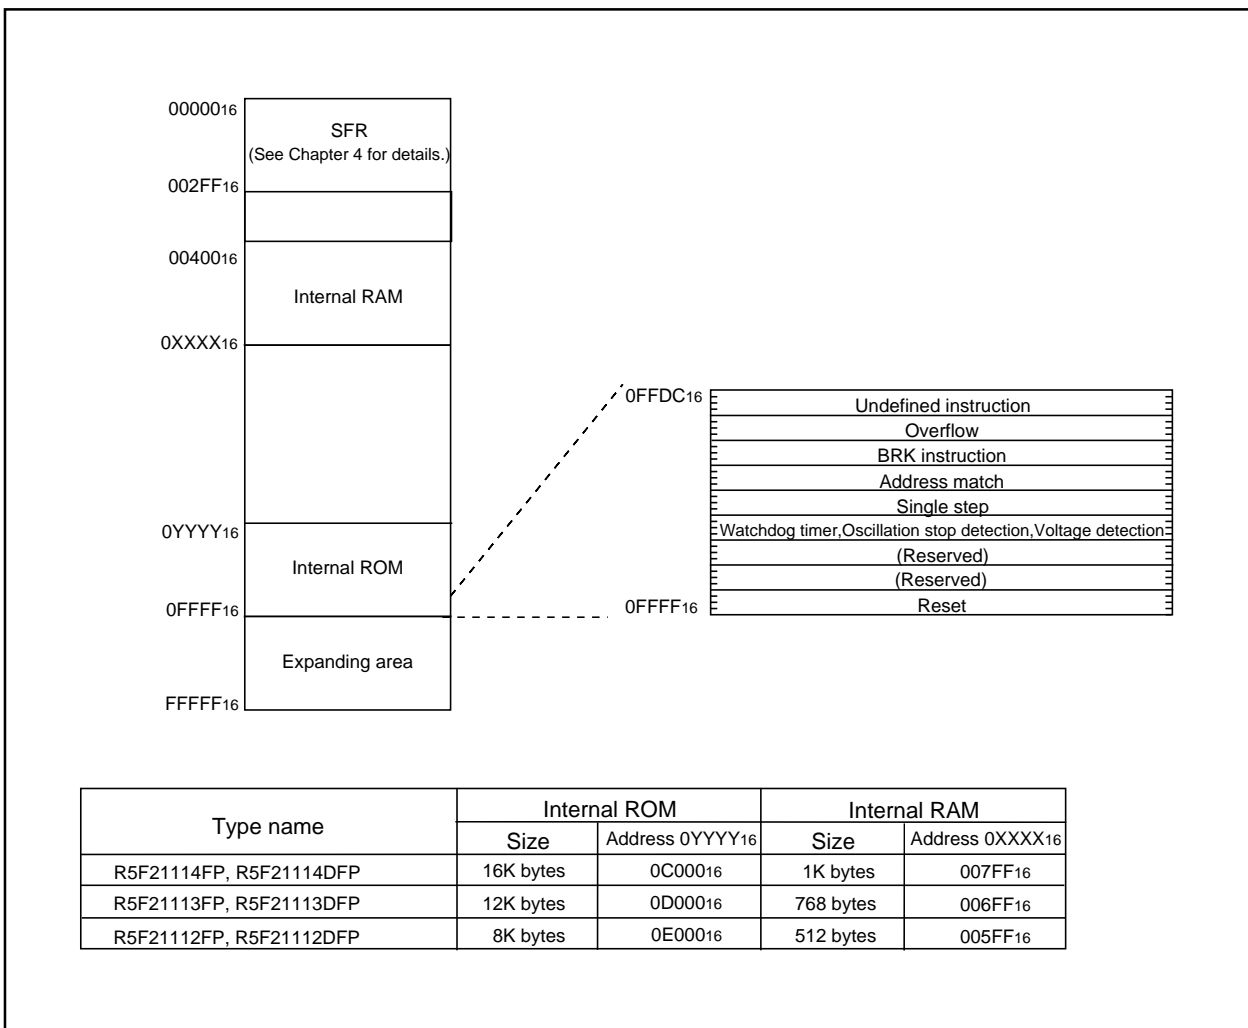 00000₁₆
SFR
(See Chapter 4 for details.)
002FF₁₆
00400₁₆
Internal RAM
0XXXX₁₆
0YYYY₁₆
Internal ROM
0FFFF₁₆
Expanding area
FFFFF₁₆
0FFDC₁₆
Undefined instruction
Overflow
BRK instruction
Address match
Single step
Watchdog timer,Oscillation stop detection,Voltage detection
(Reserved)
(Reserved)
0FFFF₁₆ Reset
Type name Internal ROM Internal RAM
Size Address 0YYYY₁₆ Size Address 0XXXX₁₆
R5F21114FP, R5F21114DFP 16K bytes 0C000₁₆ 1K bytes 007FF₁₆
R5F21113FP, R5F21113DFP 12K bytes 0D000₁₆ 768 bytes 006FF₁₆
R5F21112FP, R5F21112DFP 8K bytes 0E000₁₆ 512 bytes 005FF₁₆